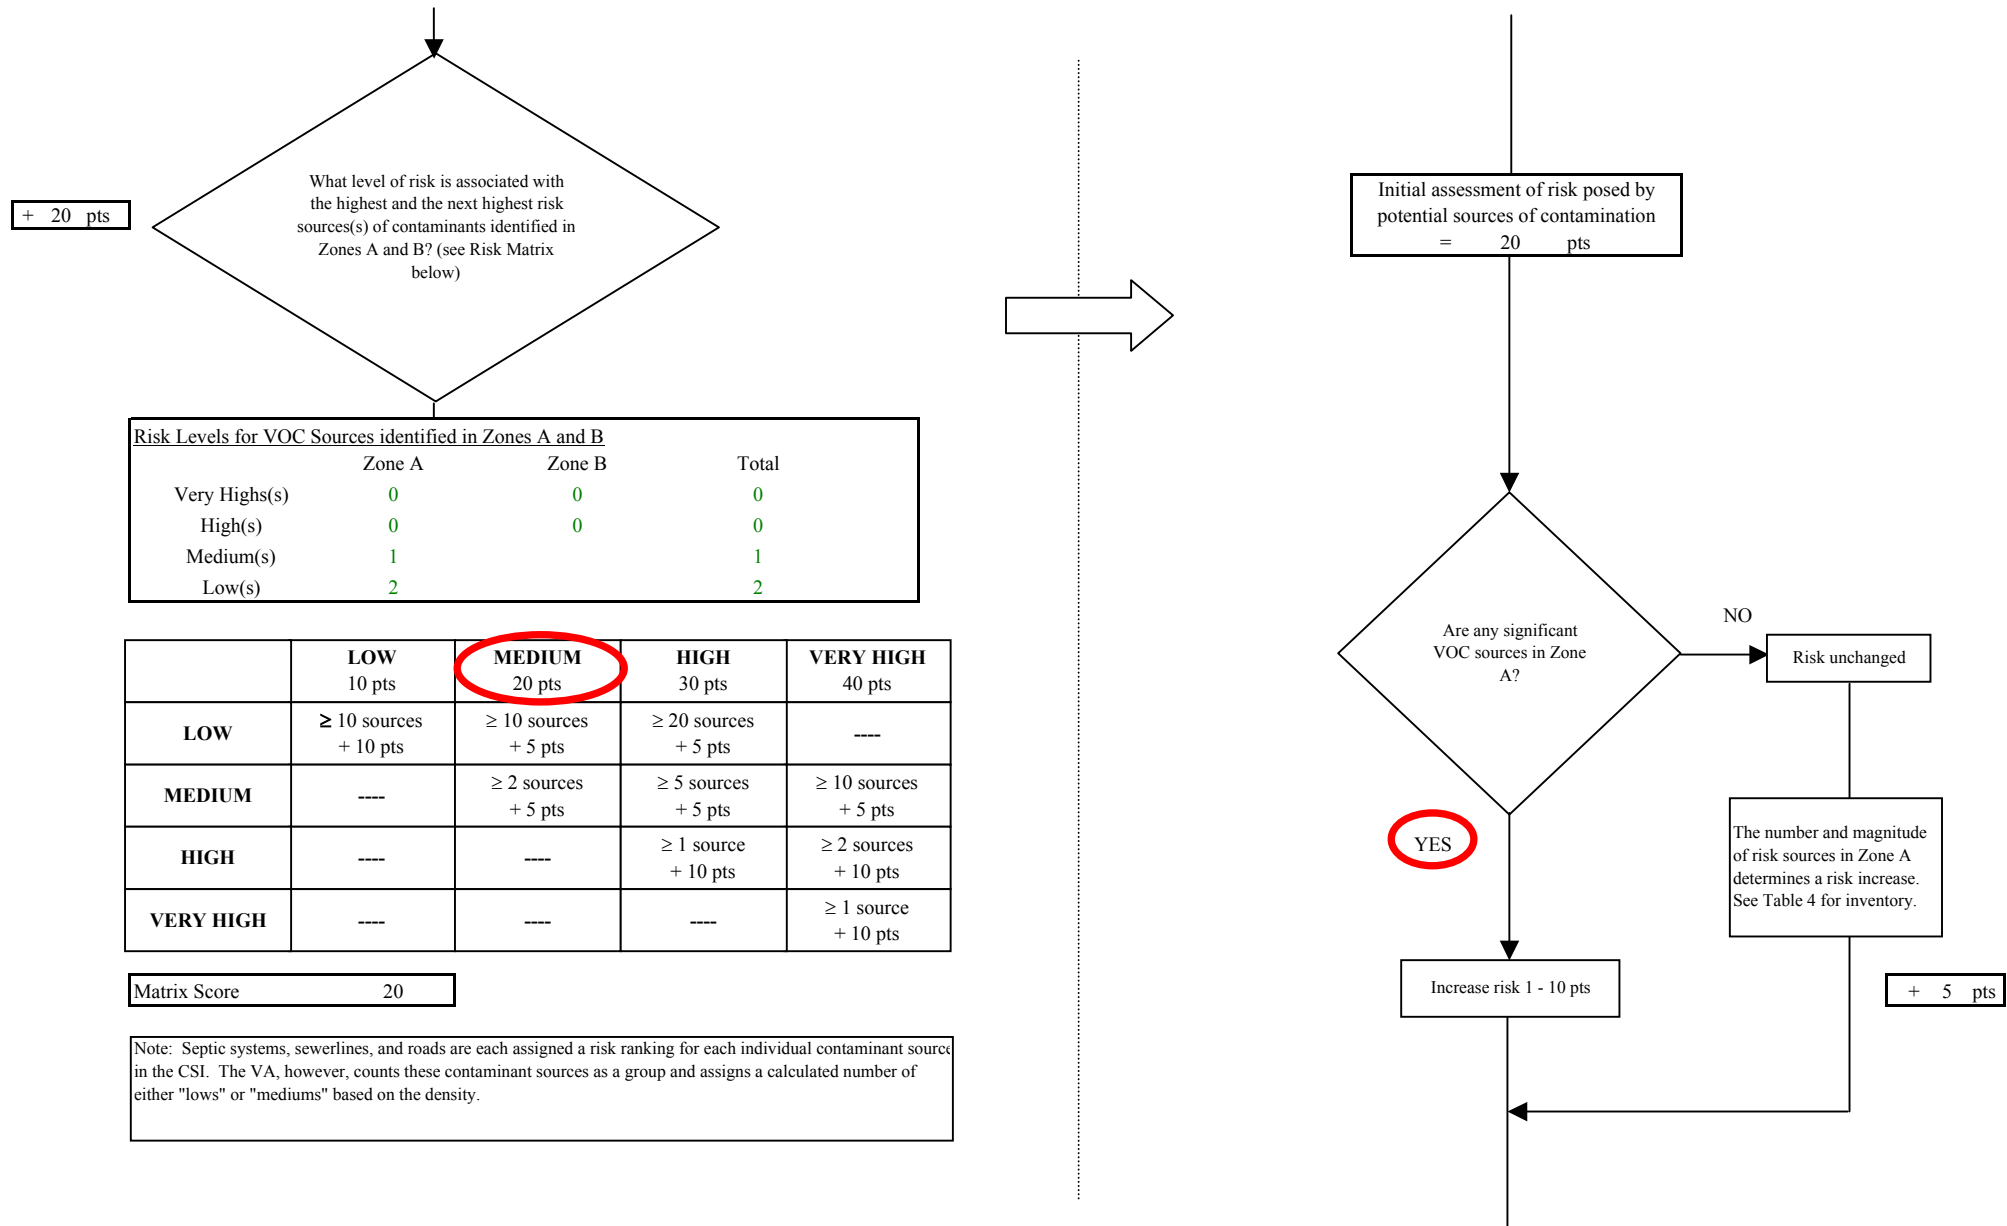 + 20 pts
What level of risk is associated with
the highest and the next highest risk
sources(s) of contaminants identified in
Zones A and B? (see Risk Matrix
below)
Risk Levels for VOC Sources identified in Zones A and B
Zone A Zone B Total
Very Highs(s) 0 0 0
High(s) 0 0 0
Medium(s) 1 1
Low(s) 2 2
LOW MEDIUM HIGH VERY HIGH
10 pts 20 pts 30 pts 40 pts
LOW ≥ 10 sources ≥ 10 sources ≥ 20 sources ----
+ 10 pts + 5 pts + 5 pts
MEDIUM ---- ≥ 2 sources ≥ 5 sources ≥ 10 sources
+ 5 pts + 5 pts + 5 pts
HIGH ---- ---- ≥ 1 source ≥ 2 sources
+ 10 pts + 10 pts
VERY HIGH ---- ---- ---- ≥ 1 source
+ 10 pts
Matrix Score 20
Note: Septic systems, sewerlines, and roads are each assigned a risk ranking for each individual contaminant source
in the CSI. The VA, however, counts these contaminant sources as a group and assigns a calculated number of
either "lows" or "mediums" based on the density.
Initial assessment of risk posed by
potential sources of contamination
= 20 pts
Are any significant
VOC sources in Zone
A?
NO
Risk unchanged
YES
The number and magnitude
of risk sources in Zone A
determines a risk increase.
See Table 4 for inventory.
Increase risk 1 - 10 pts
+ 5 pts